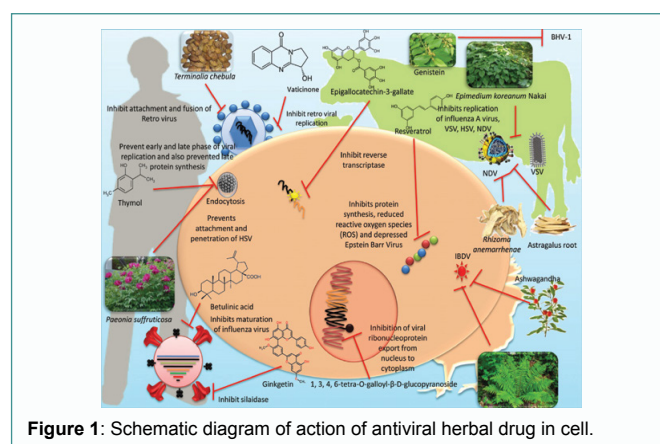 BHV-1
Terminalia chebula
Vaticinone
Epigallocatechin-3-gallate
Genistein
Epimedium koreanum Nakai
Inhibit attachment and fusion of
Retro virus
Inhibit retro viral
replication
Resveratrol
Inhibits replication
of influenza A virus,
VSV, HSV, NDV
Prevent early and late phase of viral
replication and also prevented late
protein synthesis
Inhibit reverse
transcriptase
NDV
VSV
Thymol
Endocytosis
Prevents
attachment and
penetration of HSV
Inhibits protein
synthesis, reduced
reactive oxygen species
(ROS) and depressed
Epstein Barr Virus
Rhizoma
anemarrhenae
Astragalus root
IBDV
Ashwagandha
Paeonia suffruticosa
Betulinic acid
Inhibits maturation of
influenza virus
Inhibition of viral
ribonucleoprotein
export from
nucleus to
cytoplasm
Ginkgetin
1, 3, 4, 6-tetra-O-galloyl-β-D-glucopyranoside
Inhibit silaidase
Figure 1: Schematic diagram of action of antiviral herbal drug in cell.